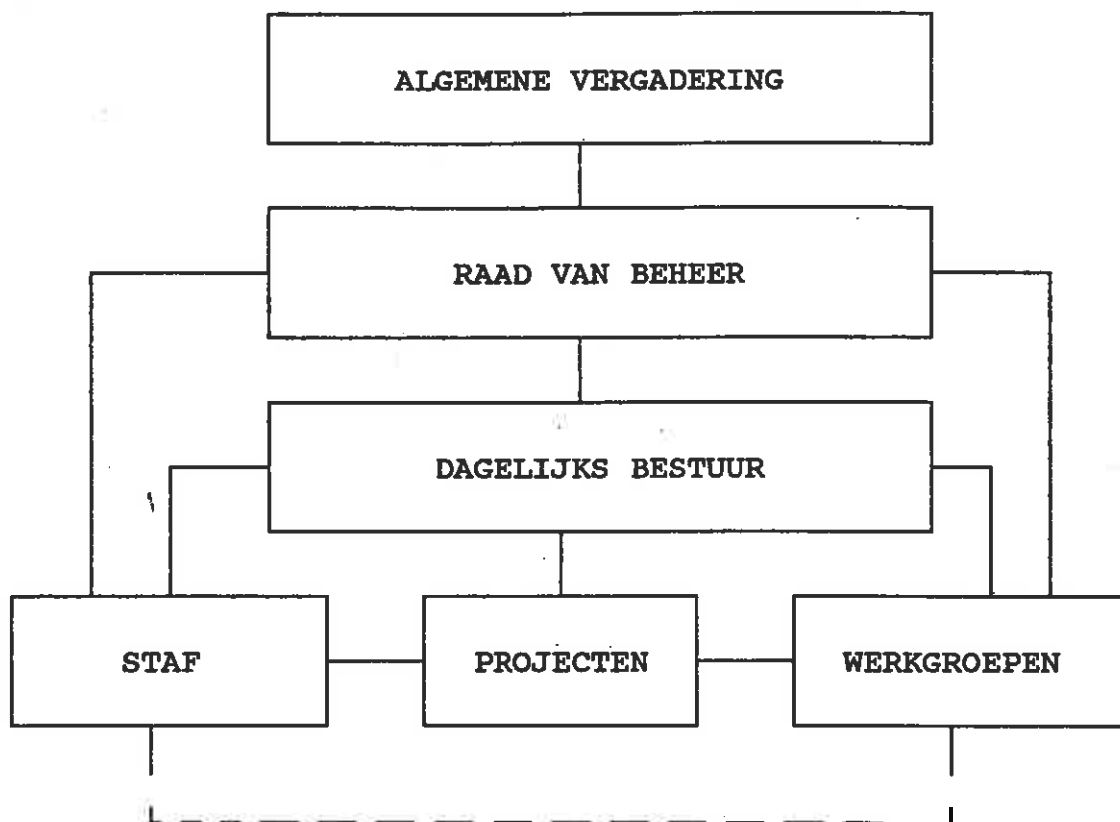 ALGEMENE VERGADERING
RAAD VAN BEHEER
DAGELIJKS BESTUUR
STAF
PROJECTEN
WERKGROEPEN